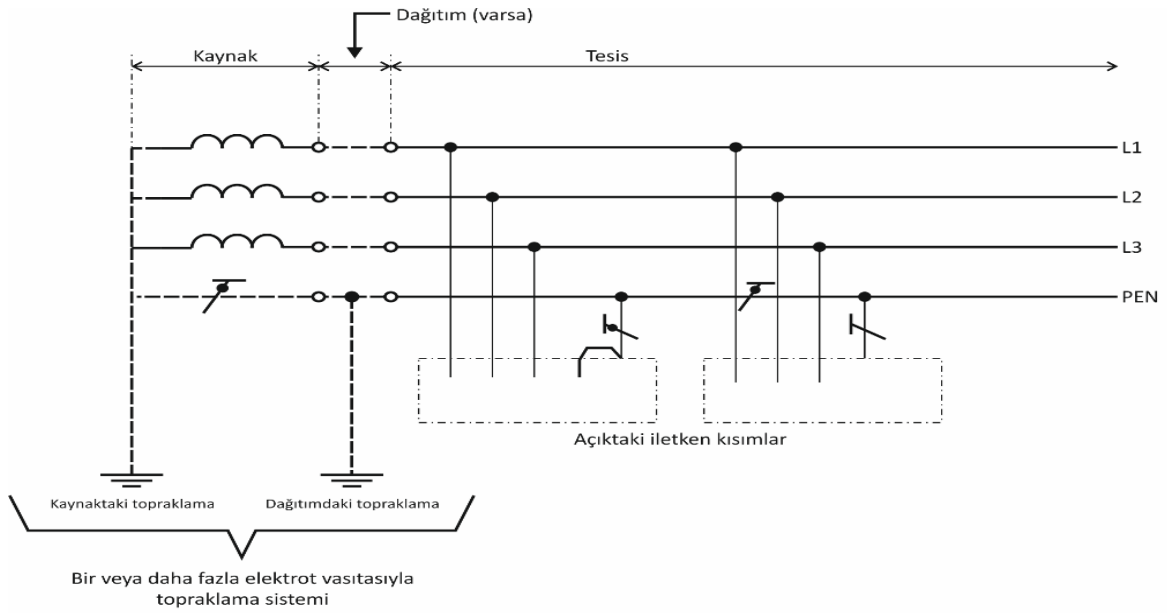 Dağıtım (varsa)
Kaynak
Tesis
L1
L2
L3
PEN
Açıktaki iletken kısımlar
Kaynaktaki topraklama
Dağıtımdaki topraklama
Bir veya daha fazla elektrot vasıtasıyla
topraklama sistemi